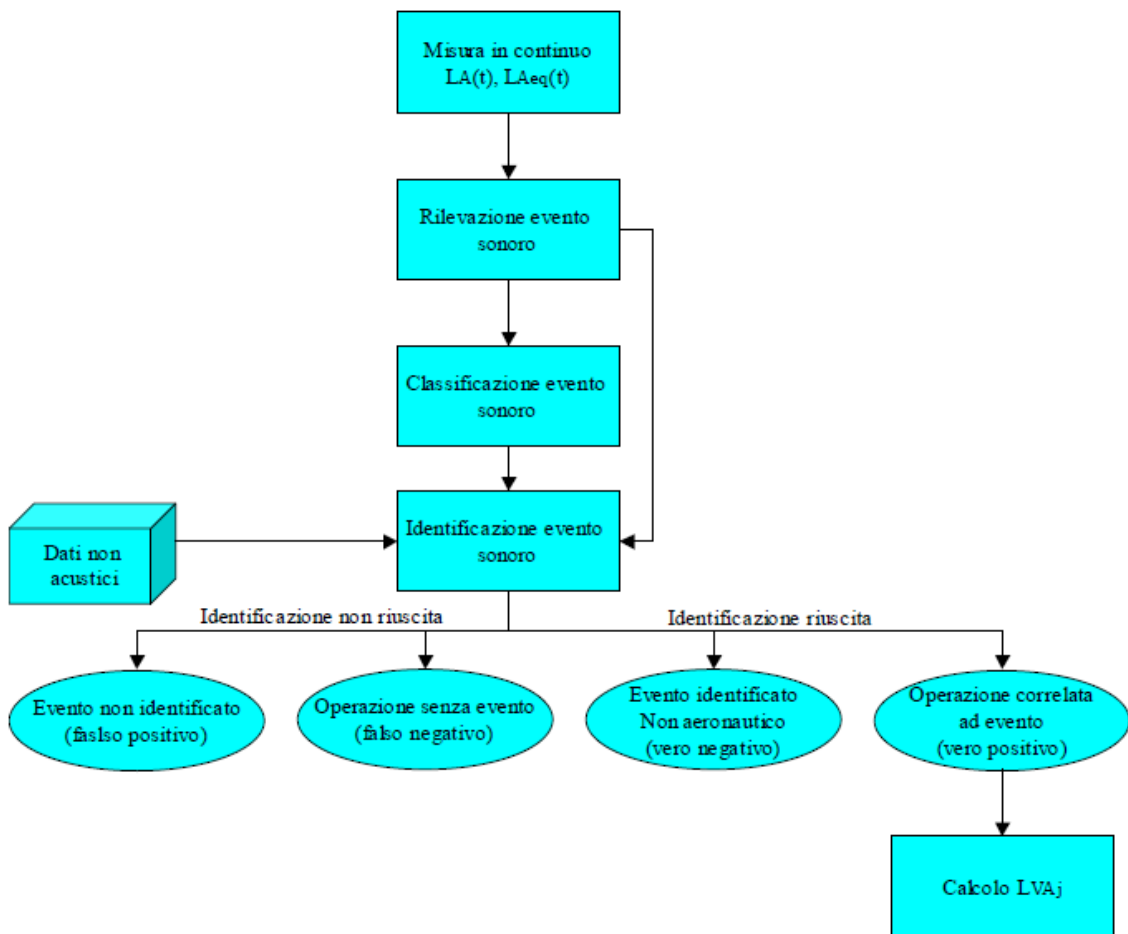 Misura in continuo
LA(t), LAeq(t)
Rilevazione evento
sonoro
Classificazione evento
sonoro
Identificazione evento
sonoro
Dati non
acustici
Identificazione non riuscita
Identificazione riuscita
Evento non identificato
(faslso positivo)
Operazione senza evento
(falso negativo)
Evento identificato
Non aeronautico
(vero negativo)
Operazione correlata
ad evento
(vero positivo)
Calcolo LVAj